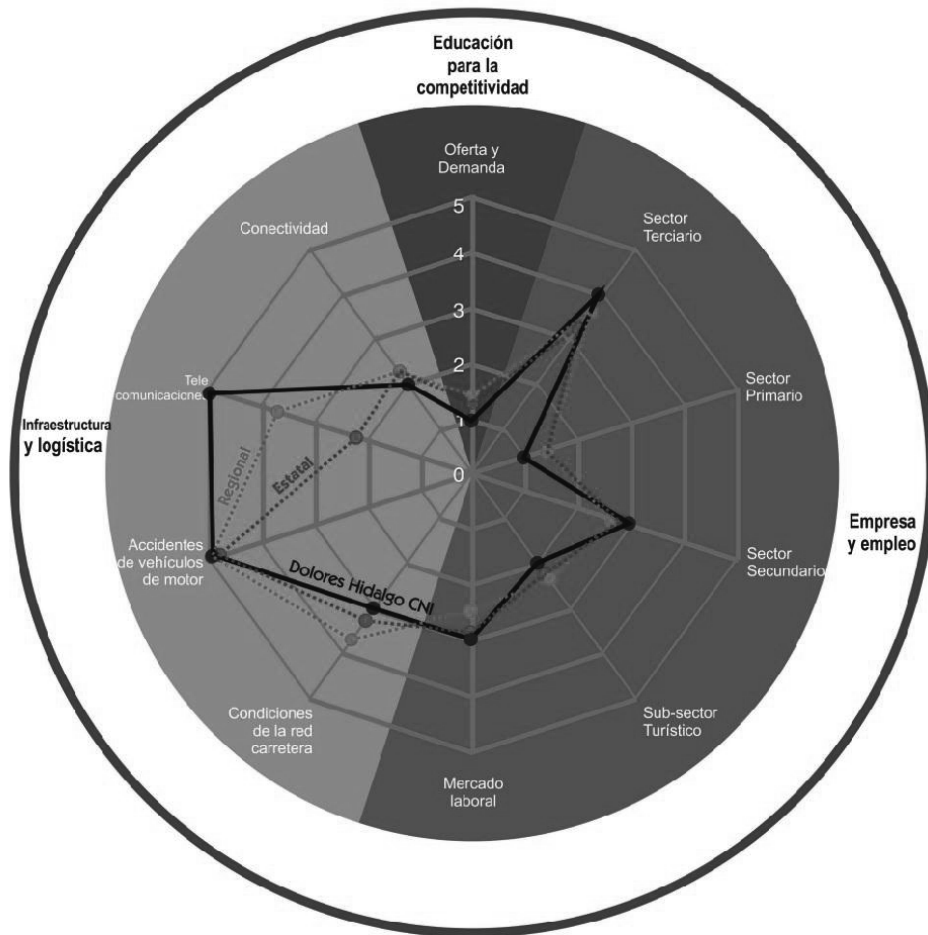 Educación
para la
competitividad
Oferta y
Demanda
Conectividad
Sector
Terciario
5
4
3
2
1
0
Tele
comunicacione
Sector
Primario
Infraestructura
y logística
Regional
Estatal
Empresa
y empleo
Accidentes
de vehículos
de motor
Dolores Hidalgo CNI
Sector
Secundario
Condiciones
de la red
carretera
Sub-sector
Turístico
Mercado
laboral